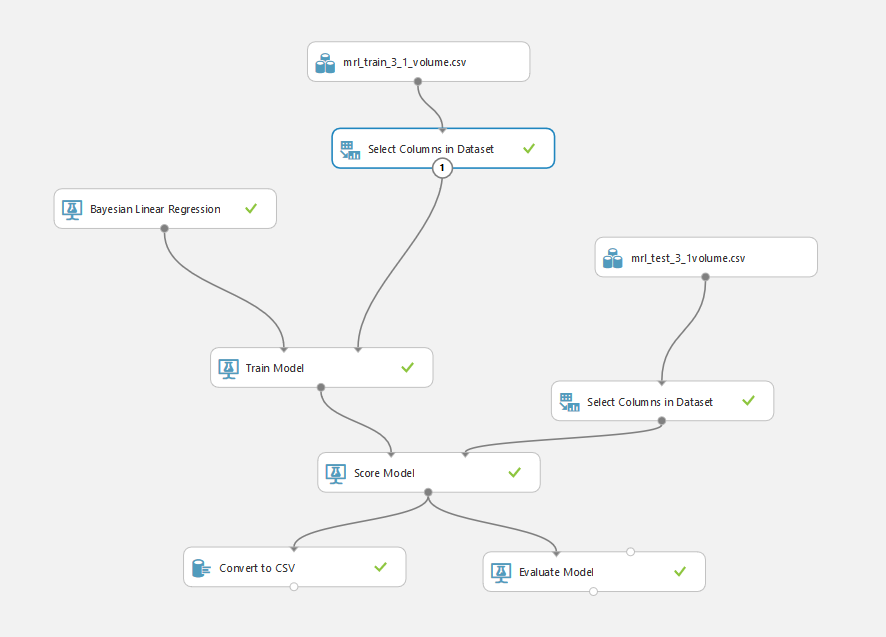 mrl_train_3_1_volume.csv
Select Columns in Dataset
1
Bayesian Linear Regression
mrl_test_3_1volume.csv
Train Model
Select Columns in Dataset
Score Model
Convert to CSV
Evaluate Model